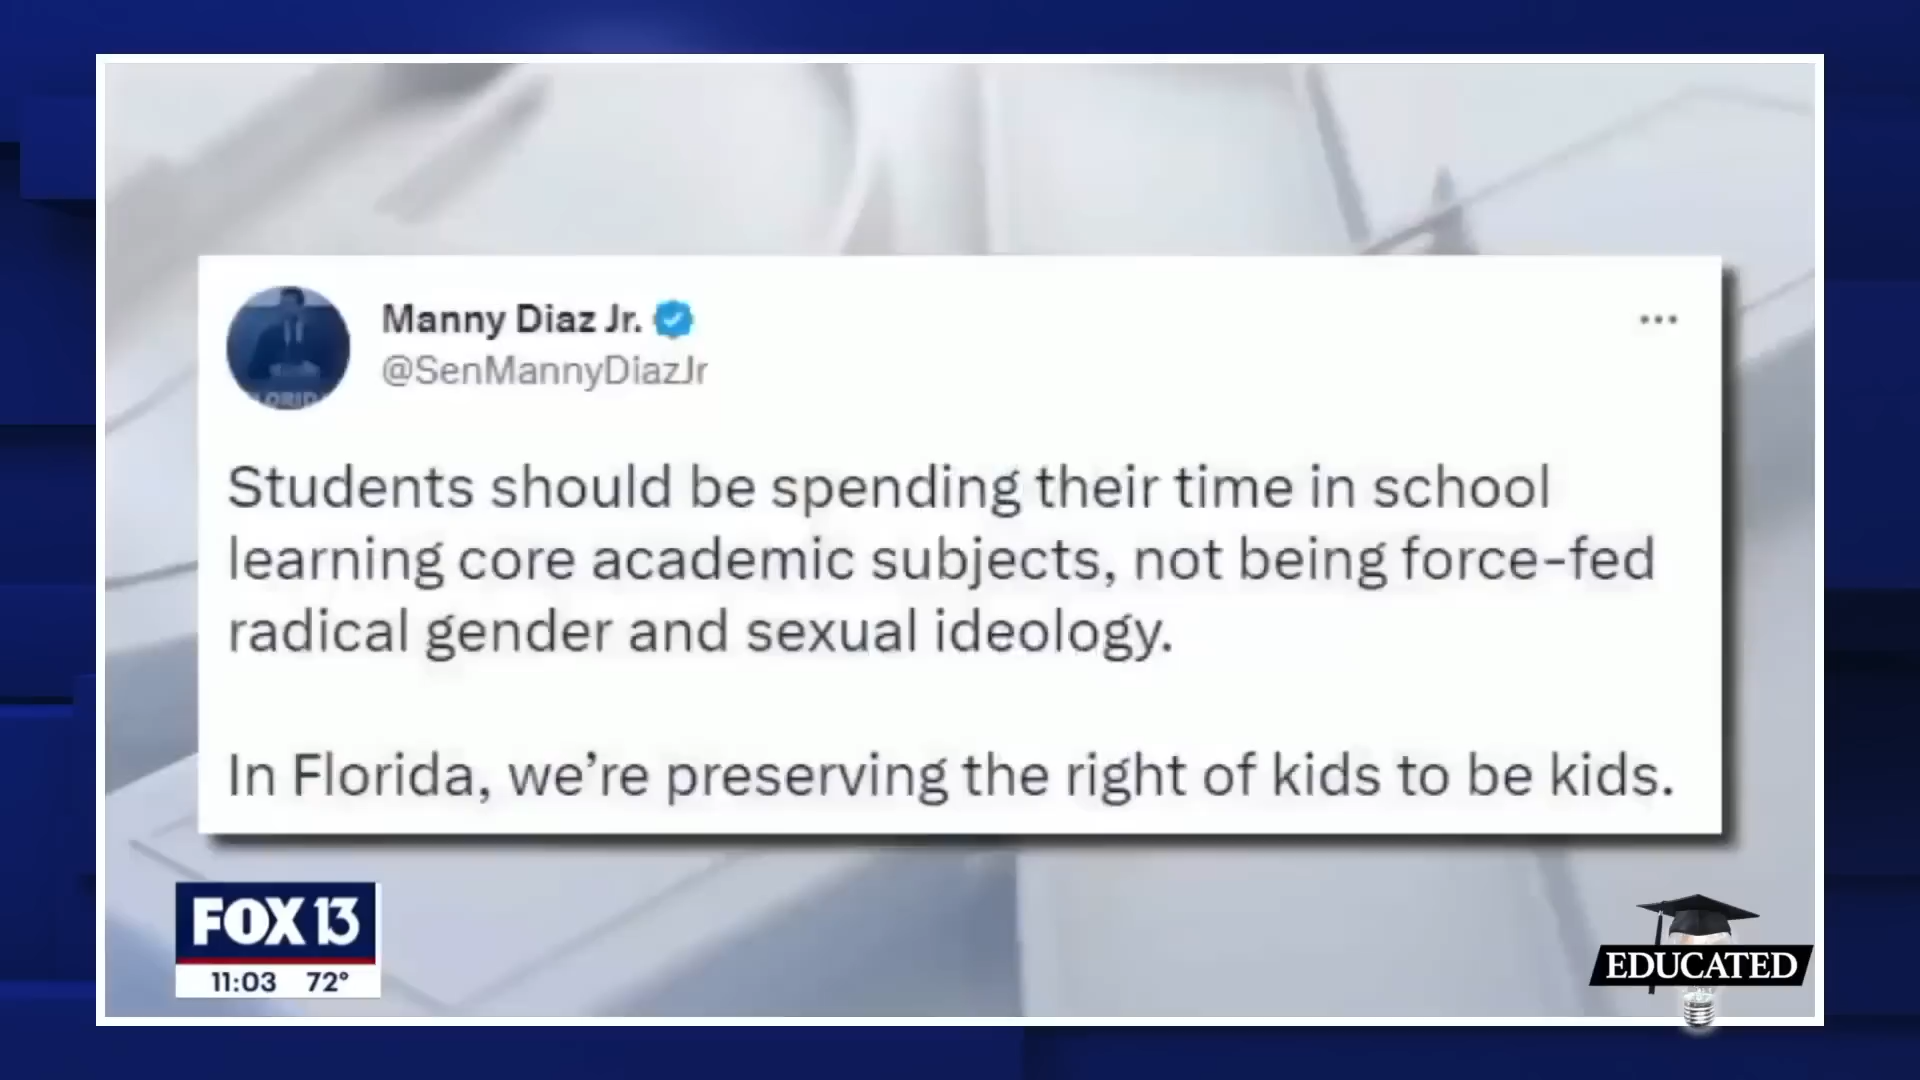 Manny Diaz Jr.
@SenMannyDiazJr
Students should be spending their time in school
learning core academic subjects, not being force-fed
radical gender and sexual ideology.
In Florida, we're preserving the right of kids to be kids.
FOX 13
11:03 72°
EDUCATED